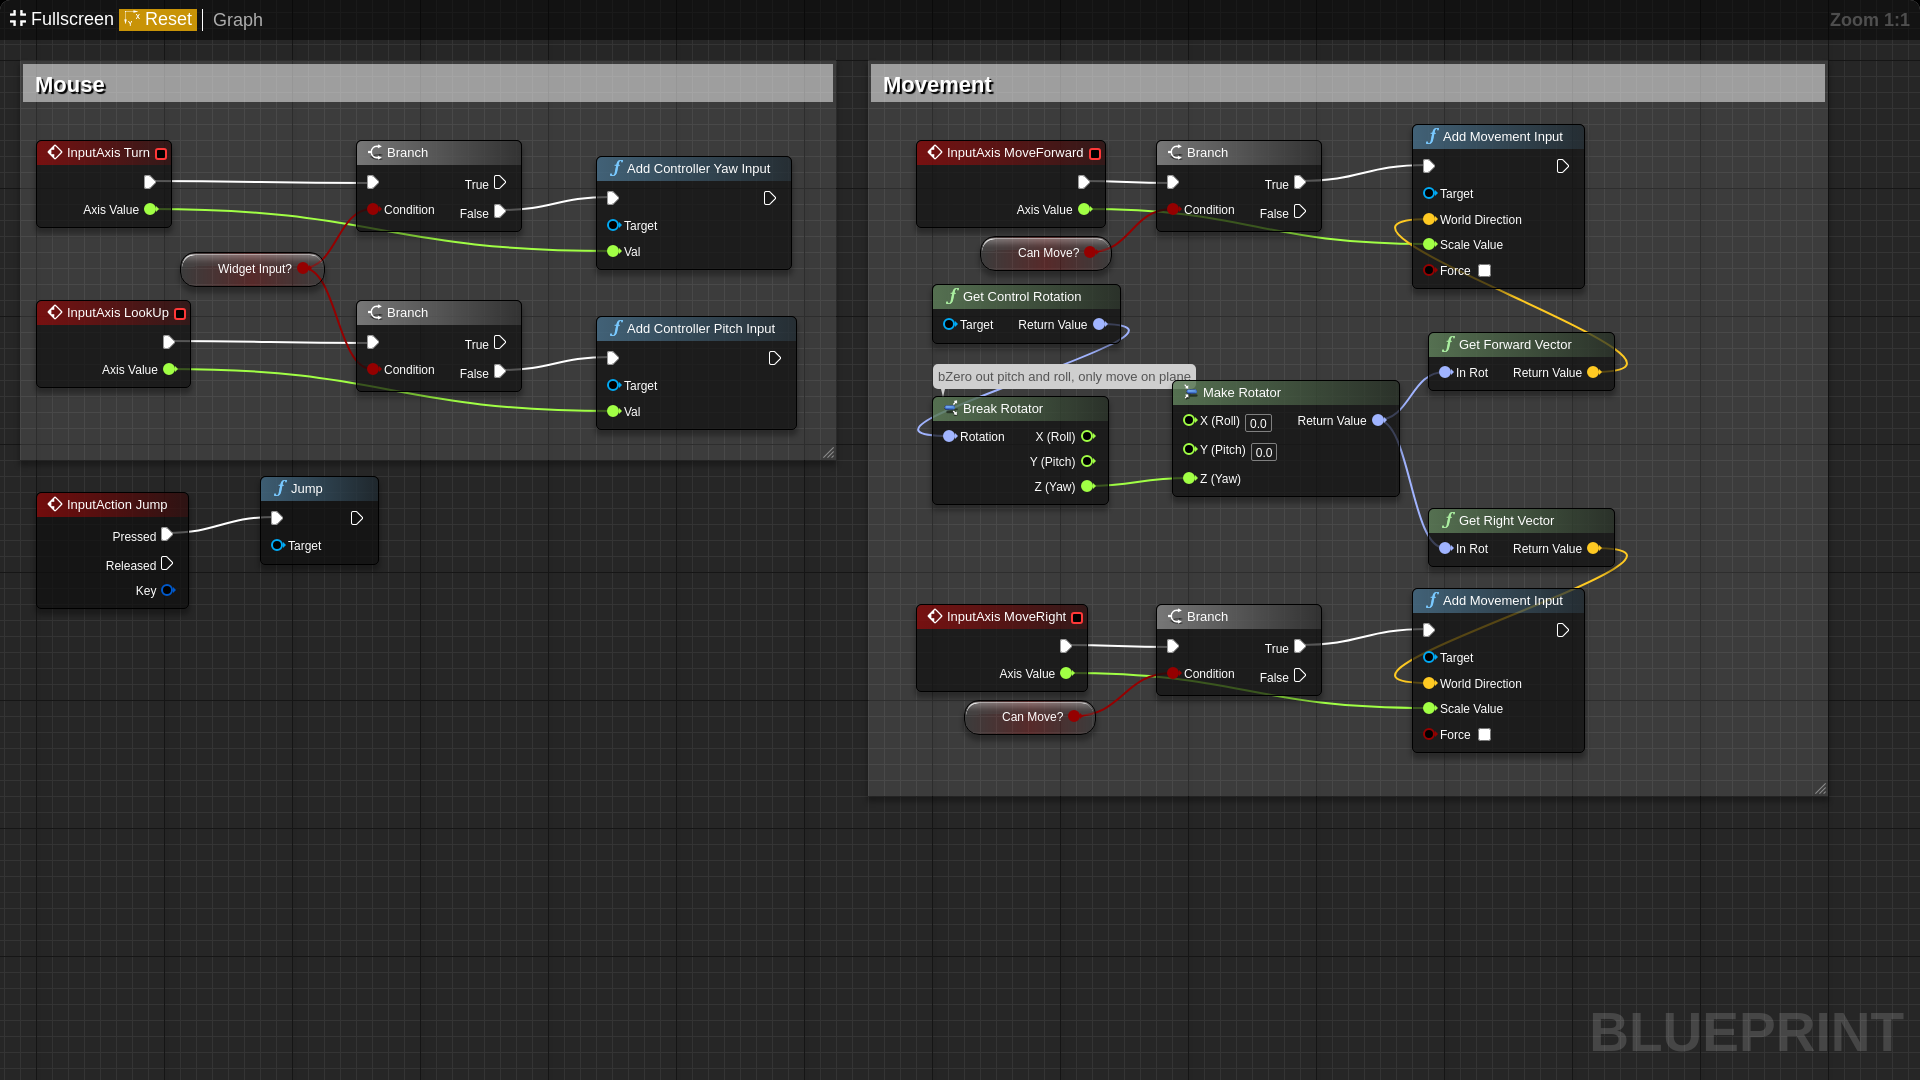 Fullscreen Reset Graph Zoom 1:1
Mouse
InputAxis Turn
Axis Value
Branch
True
Condition
False
Add Controller Yaw Input
Target
Val
Widget Input?
InputAxis LookUp
Axis Value
Branch
True
Condition
False
Add Controller Pitch Input
Target
Val
InputAction Jump
Pressed
Released
Key
Jump
Target
Movement
InputAxis MoveForward
Axis Value
Can Move?
Branch
True
Condition
False
Add Movement Input
Target
World Direction
Scale Value
Force
Get Control Rotation
Target Return Value
bZero out pitch and roll, only move on plane
Break Rotator
Rotation X (Roll)
Y (Pitch)
Z (Yaw)
Make Rotator
X (Roll) 0.0 Return Value
Y (Pitch) 0.0
Z (Yaw)
Get Forward Vector
In Rot Return Value
Get Right Vector
In Rot Return Value
InputAxis MoveRight
Axis Value
Can Move?
Branch
True
Condition
False
Add Movement Input
Target
World Direction
Scale Value
Force
BLUEPRINT